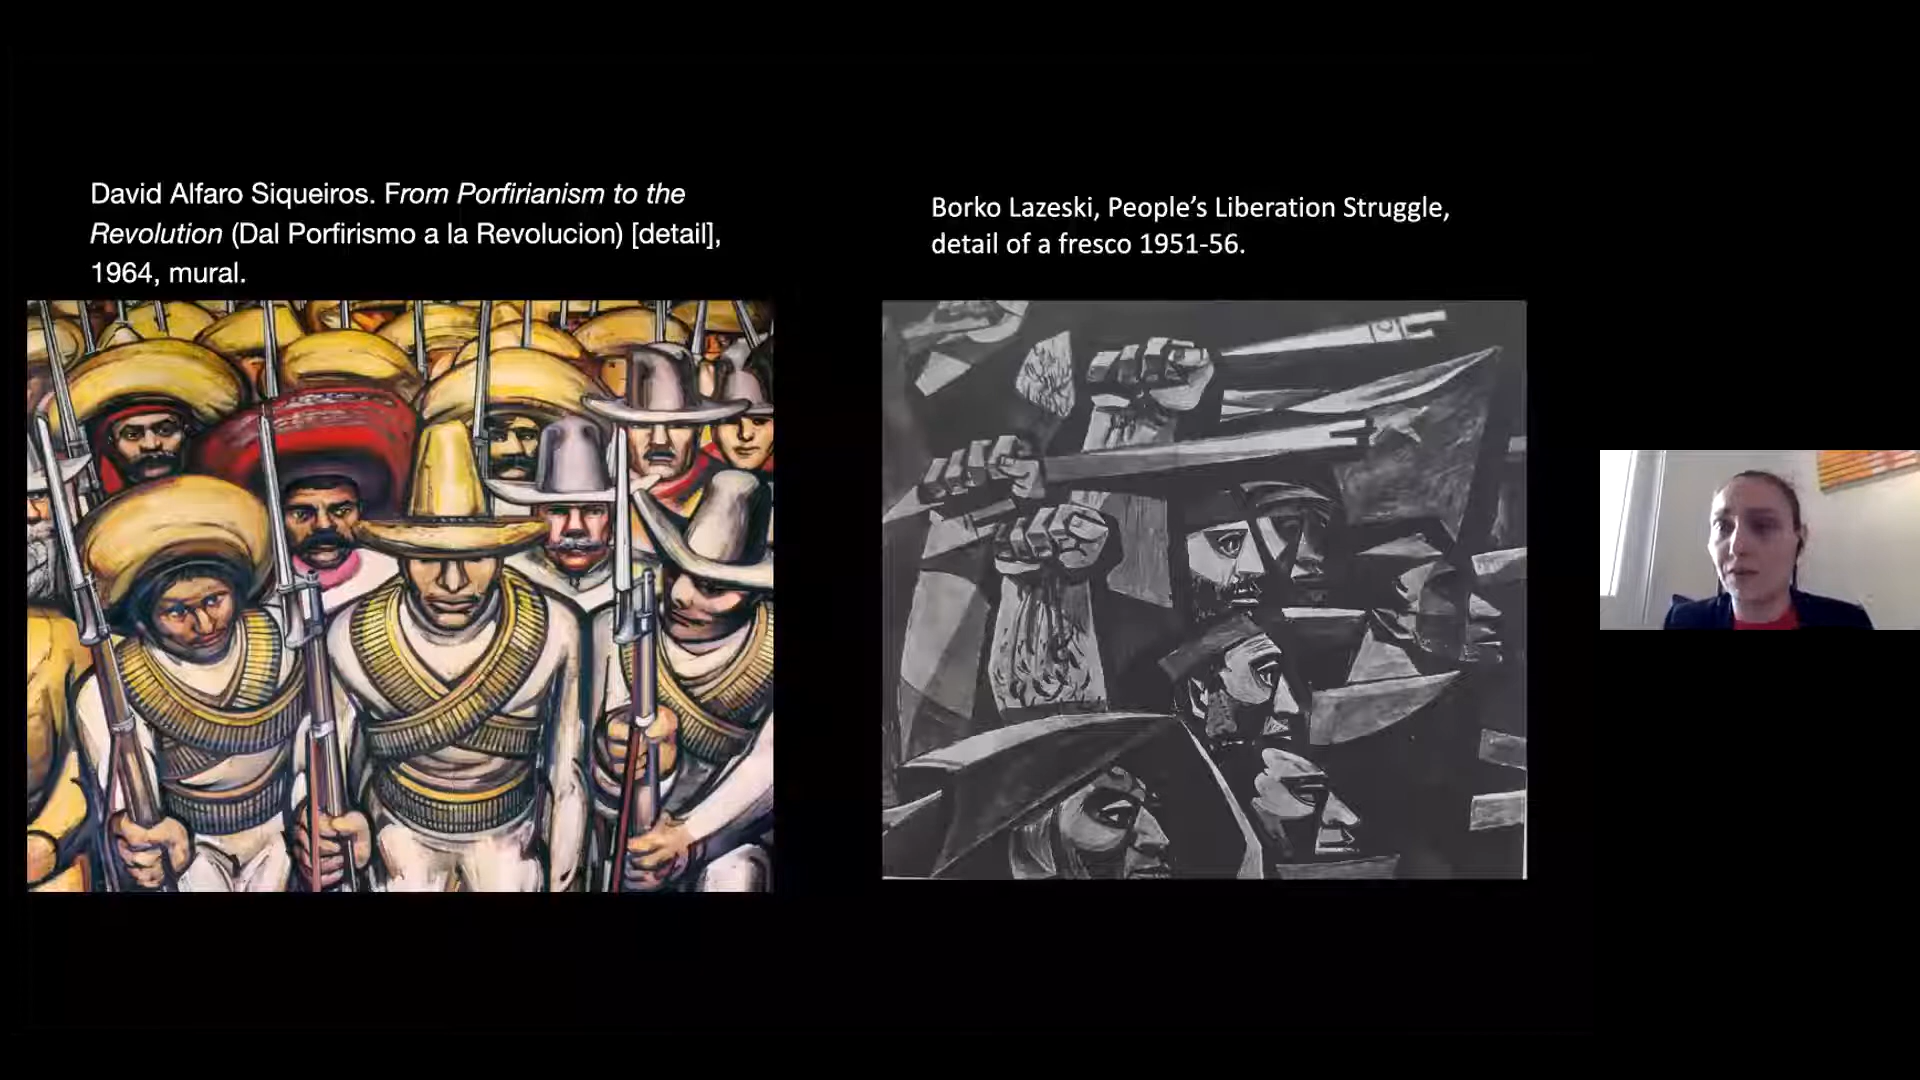 David Alfaro Siqueiros. From Porfirianism to the
Revolution (Dal Porfirismo a la Revolucion) [detail],
1964, mural.
Borko Lazeski, People’s Liberation Struggle,
detail of a fresco 1951-56.